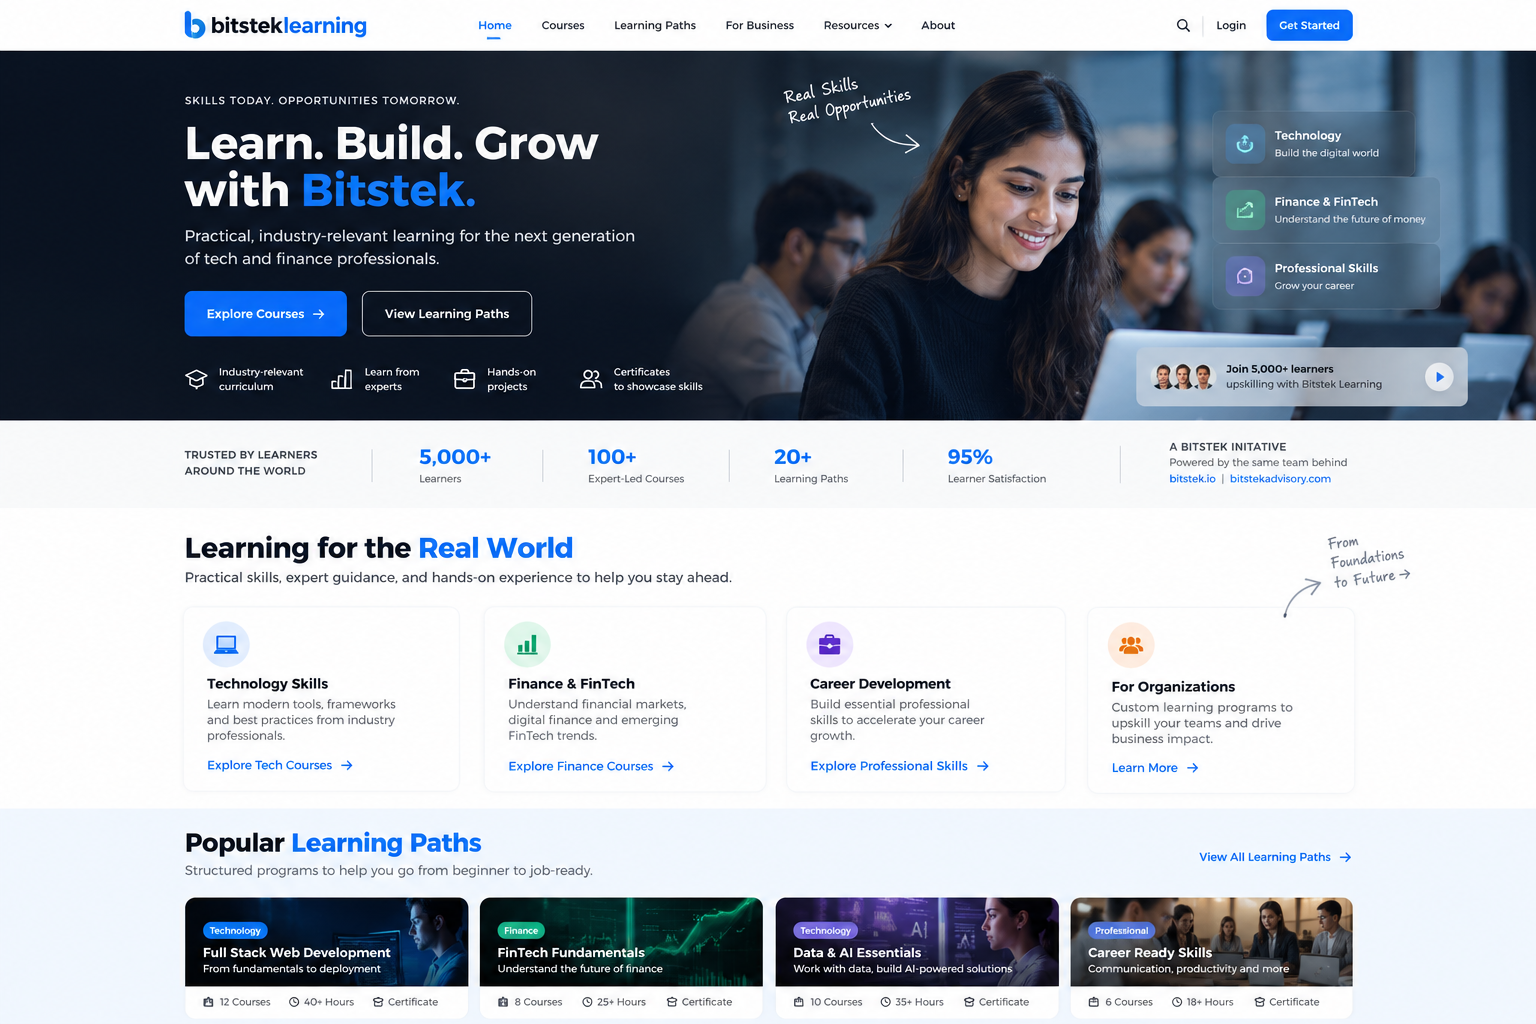 bitsteklearning
Home
Courses
Learning Paths
For Business
Resources
About
Login
Get Started
SKILLS TODAY. OPPORTUNITIES TOMORROW.
Learn. Build. Grow
with Bitstek.
Practical, industry-relevant learning for the next generation
of tech and finance professionals.
Explore Courses →
View Learning Paths
Industry-relevant
curriculum
Learn from
experts
Hands-on
projects
Certificates
to showcase skills
Real Skills
Real Opportunities
Technology
Build the digital world
Finance & FinTech
Understand the future of money
Professional Skills
Grow your career
Join 5,000+ learners
upskilling with Bitstek Learning
TRUSTED BY LEARNERS
AROUND THE WORLD
5,000+
Learners
100+
Expert-Led Courses
20+
Learning Paths
95%
Learner Satisfaction
A BITSTEK INITATIVE
Powered by the same team behind
bitstek.io | bitstekadvisory.com
Learning for the Real World
Practical skills, expert guidance, and hands-on experience to help you stay ahead.
From
Foundations
to Future →
Technology Skills
Learn modern tools, frameworks
and best practices from industry
professionals.
Explore Tech Courses →
Finance & FinTech
Understand financial markets,
digital finance and emerging
FinTech trends.
Explore Finance Courses →
Career Development
Build essential professional
skills to accelerate your career
growth.
Explore Professional Skills →
For Organizations
Custom learning programs to
upskill your teams and drive
business impact.
Learn More →
Popular Learning Paths
Structured programs to help you go from beginner to job-ready.
View All Learning Paths →
Technology
Full Stack Web Development
From fundamentals to deployment
12 Courses
40+ Hours
Certificate
Finance
FinTech Fundamentals
Understand the future of finance
8 Courses
25+ Hours
Certificate
Technology
AI
Data & AI Essentials
Work with data, build AI-powered solutions
10 Courses
35+ Hours
Certificate
Professional
Career Ready Skills
Communication, productivity and more
6 Courses
18+ Hours
Certificate